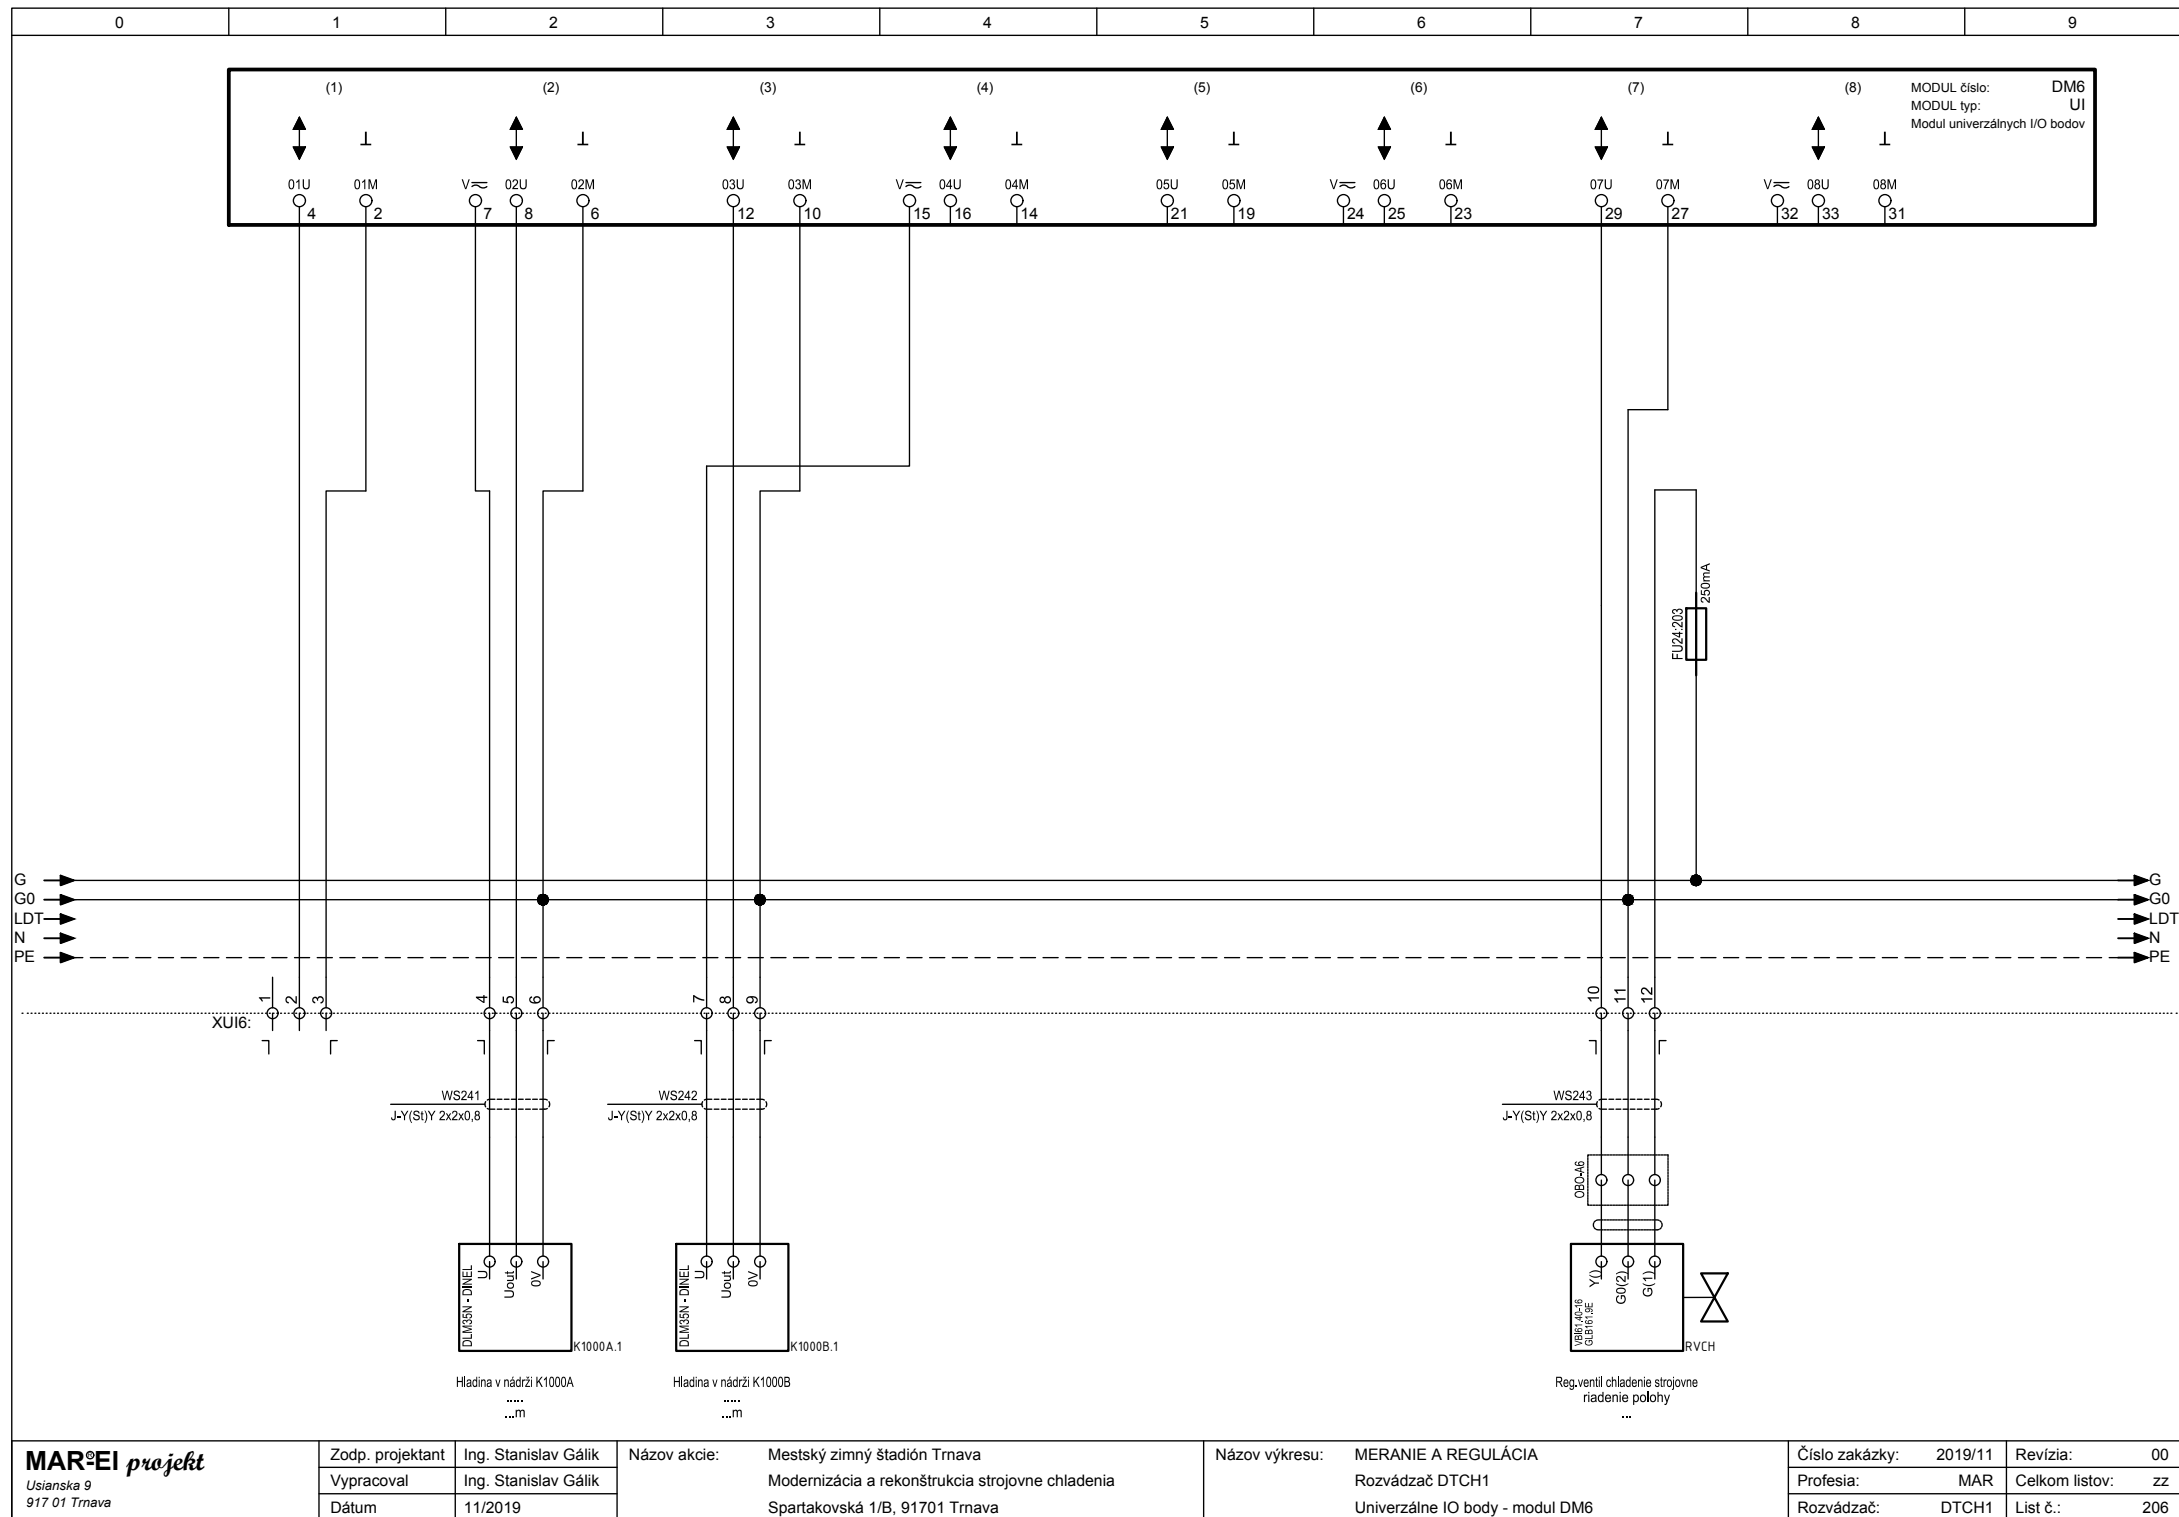 0 1 2 3 4 5 6 7 8 9
(1) (2) (3) (4) (5) (6) (7) (8)
MODUL číslo: DM6
MODUL typ: UI
Modul univerzálnych I/O bodov
01U 01M V 02U 02M 03U 03M V 04U 04M 05U 05M V 06U 06M 07U 07M V 08U 08M
4 2 7 8 6 12 10 15 16 14 21 19 24 25 23 29 27 32 33 31
FU24:203
250mA
G G
G0 G0
LDT LDT
N N
PE PE
XUI6: 1 2 3 4 5 6 7 8 9 10 11 12
WS241 WS242 WS243
J-Y(St)Y 2x2x0,8 J-Y(St)Y 2x2x0,8 J-Y(St)Y 2x2x0,8
OBO-A6
DLM35N - DINEL U Uout 0V K1000A.1
DLM35N - DINEL U Uout 0V K1000B.1
VBI61.40-16
GLB161.9E
Y() G0(2) G(1) RVCH
Hladina v nádrži K1000A
.....
...m
Hladina v nádrži K1000B
.....
...m
Reg.ventil chladenie strojovne
riadenie polohy
...
MAR®EI projekt
Usianska 9
917 01 Trnava
Zodp. projektant Ing. Stanislav Gálik
Vypracoval Ing. Stanislav Gálik
Dátum 11/2019
Názov akcie: Mestský zimný štadión Trnava
Modernizácia a rekonštrukcia strojovne chladenia
Spartakovská 1/B, 91701 Trnava
Názov výkresu: MERANIE A REGULÁCIA
Rozvádzač DTCH1
Univerzálne IO body - modul DM6
Číslo zakázky: 2019/11 Revízia: 00
Profesia: MAR Celkom listov: zz
Rozvádzač: DTCH1 List č.: 206